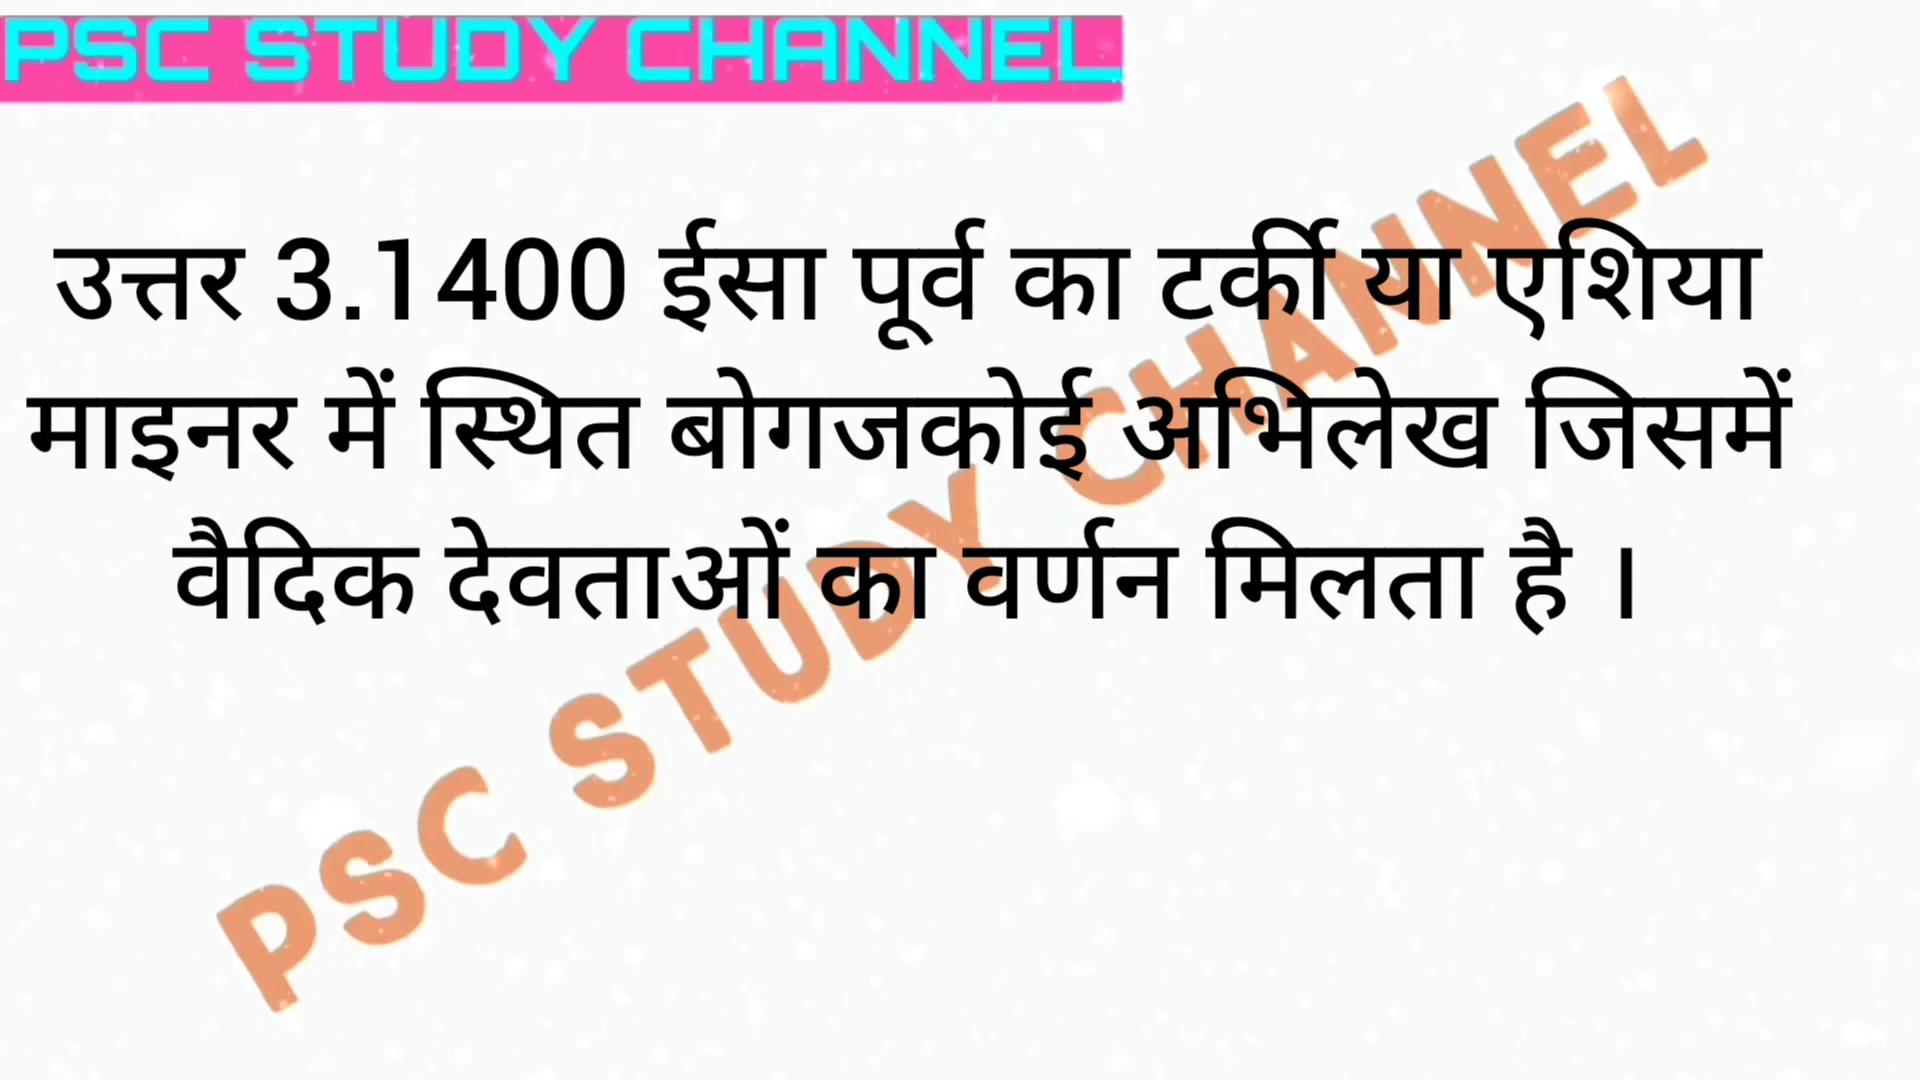 PSC STUDY CHANNEL
उत्तर 3.1400 ईसा पूर्व का टर्की या एशिया
माइनर में स्थित बोगजकोई अभिलेख जिसमें
वैदिक देवताओं का वर्णन मिलता है ।
PSC STUDY CHANNEL